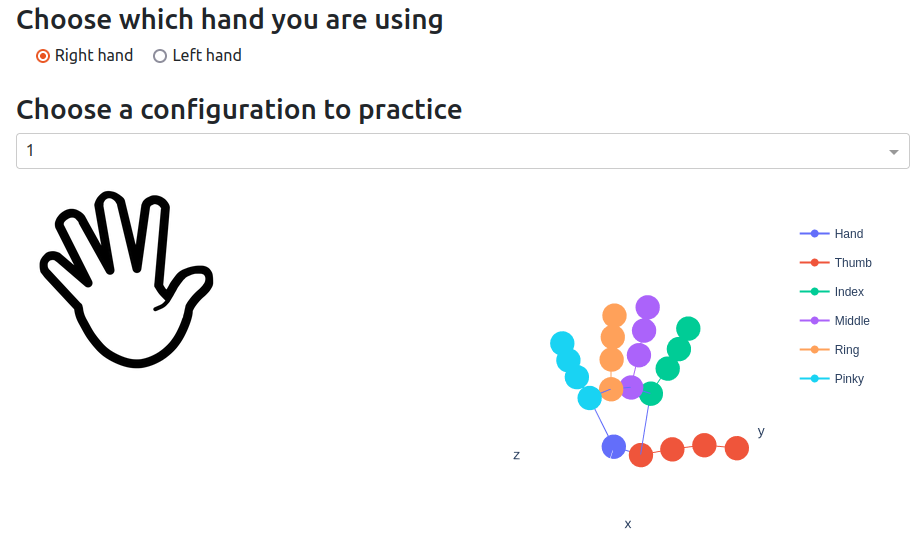 Choose which hand you are using
Right hand Left hand
Choose a configuration to practice
1
Hand
Thumb
Index
Middle
Ring
Pinky
y
z
x